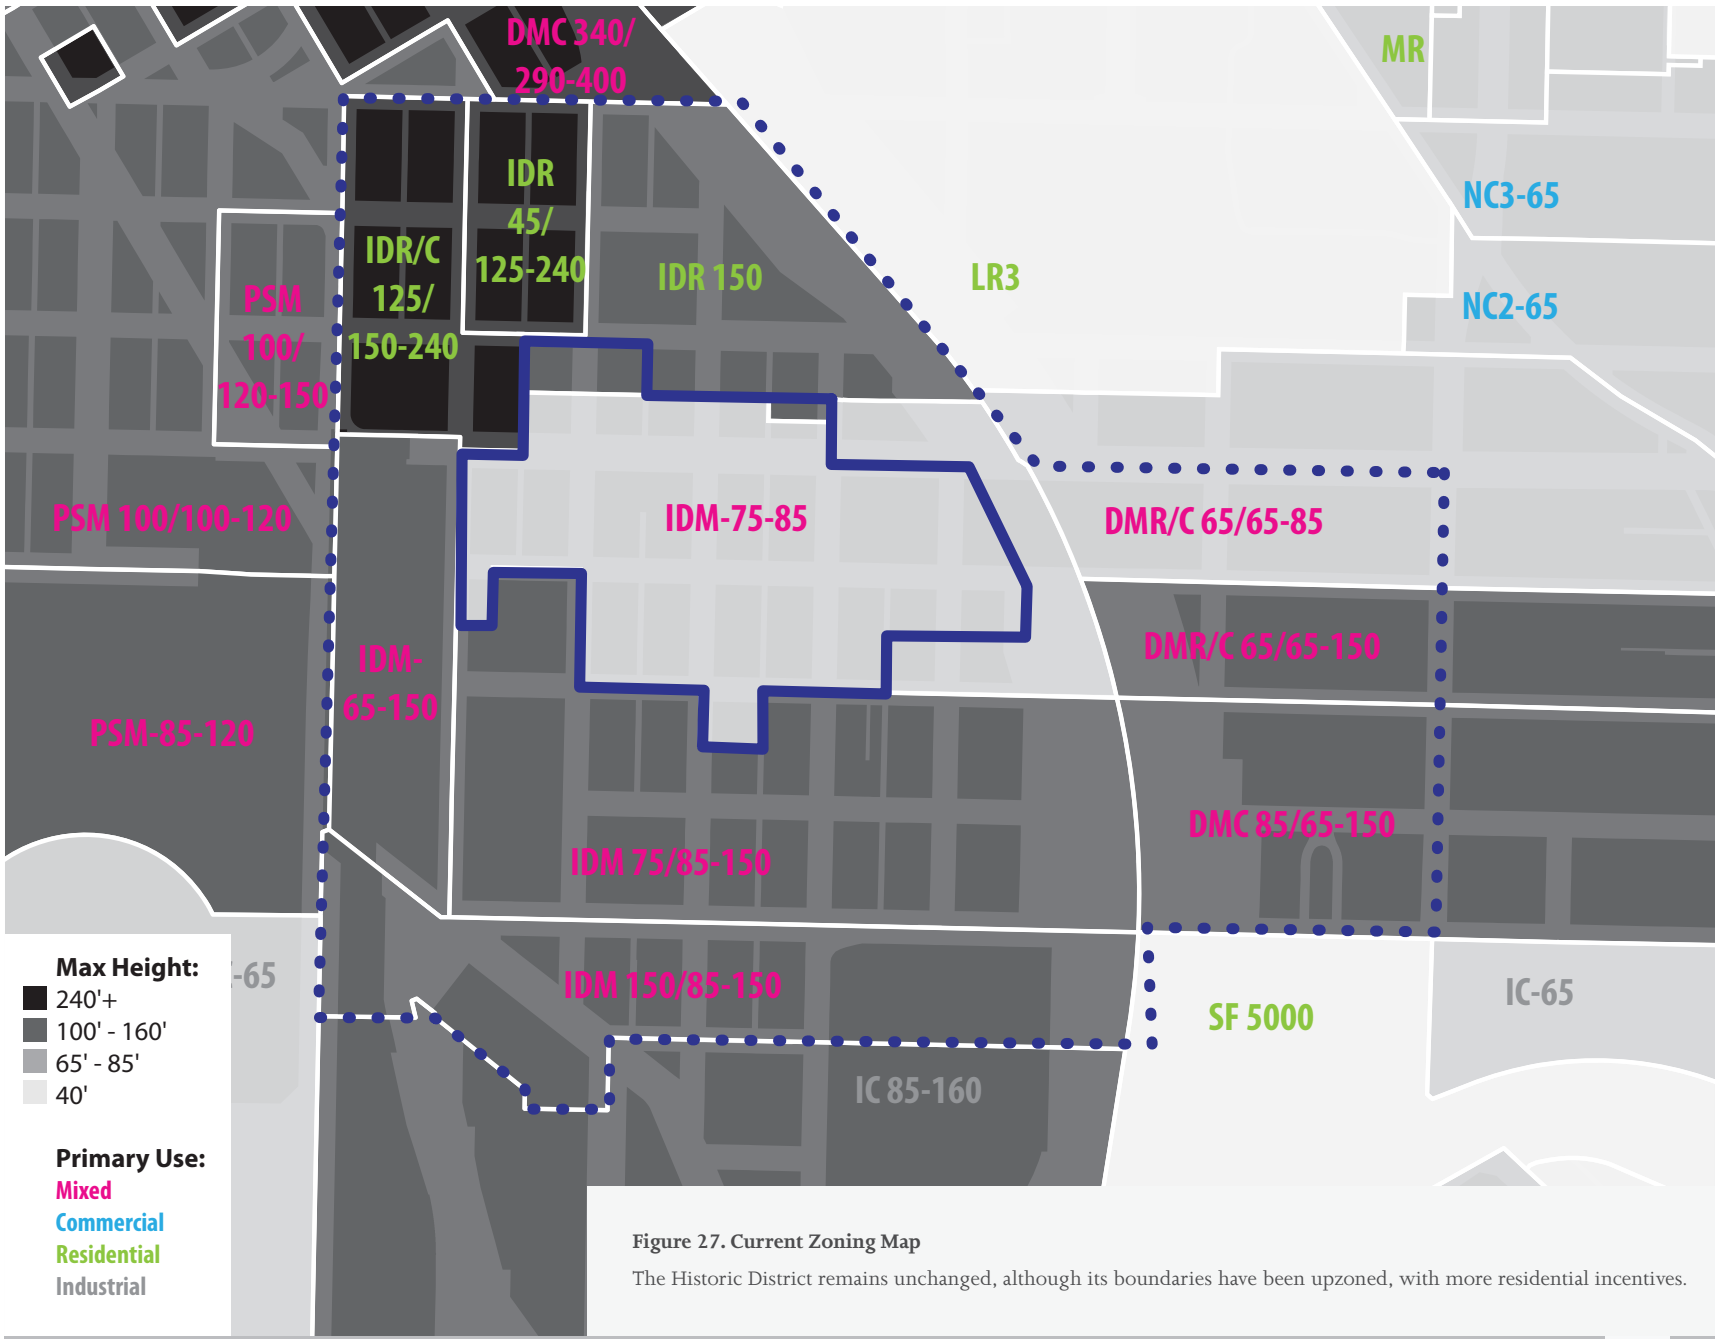 DMC 340/
290-400
MR
IDR
45/
125-240
NC3-65
IDR/C
125/
150-240
IDR 150
LR3
PSM
100/
120-150
NC2-65
PSM 100/100-120
IDM-75-85
DMR/C 65/65-85
IDM-
65-150
DMR/C 65/65-150
PSM-85-120
DMC 85/65-150
IDM 75/85-150
-65
IDM 150/85-150
SF 5000
IC-65
IC 85-160
Max Height:
240'+
100' - 160'
65' - 85'
40'
Primary Use:
Mixed
Commercial
Residential
Industrial
Figure 27. Current Zoning Map
The Historic District remains unchanged, although its boundaries have been upzoned, with more residential incentives.